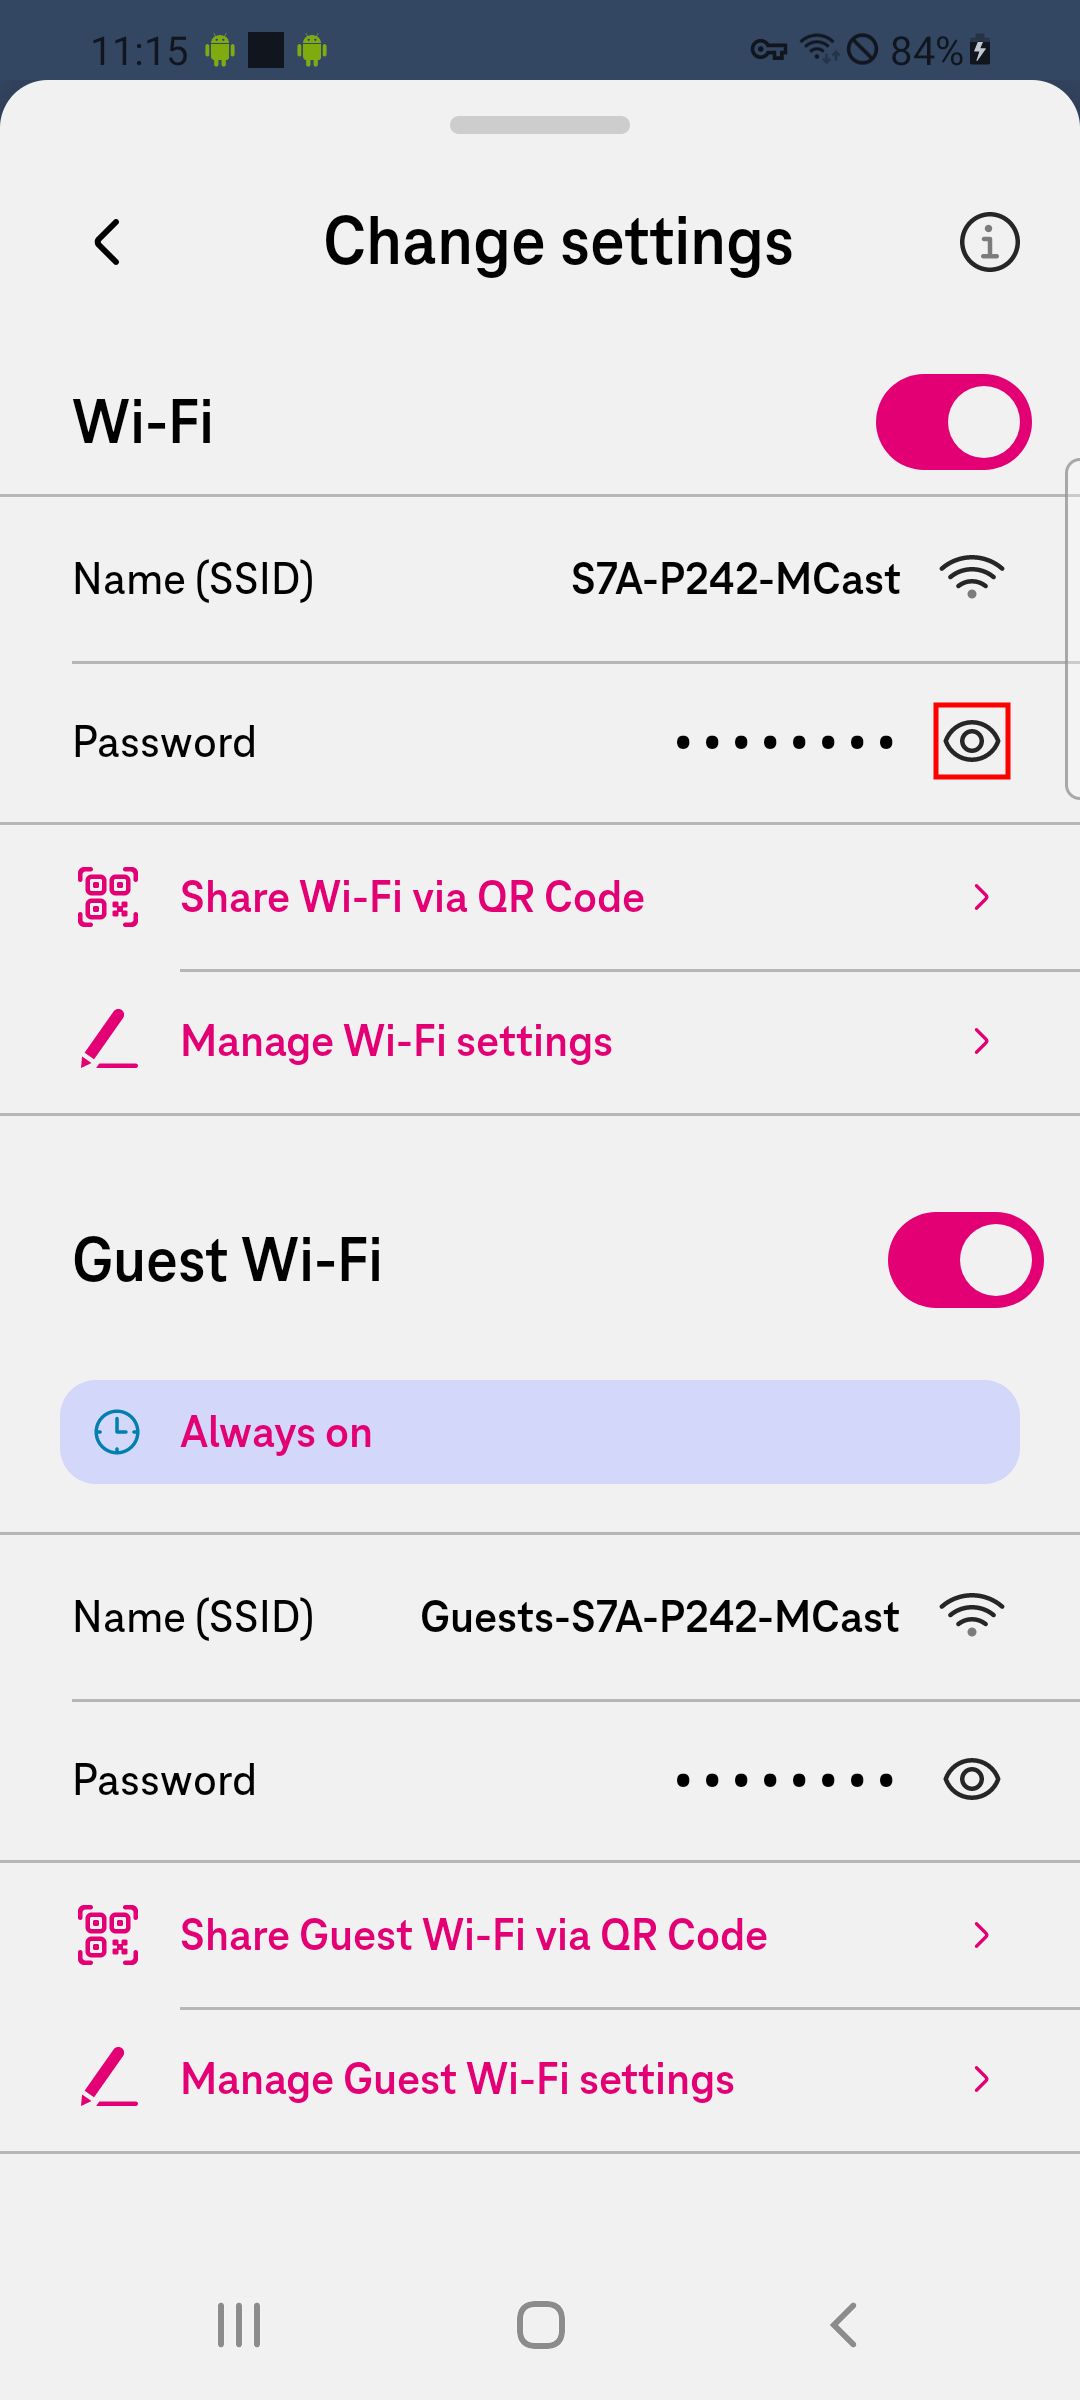 11:15
84%
Change settings
Wi-Fi
Name (SSID) S7A-P242-MCast
Password ••••••••
Share Wi-Fi via QR Code
Manage Wi-Fi settings
Guest Wi-Fi
Always on
Name (SSID) Guests-S7A-P242-MCast
Password ••••••••
Share Guest Wi-Fi via QR Code
Manage Guest Wi-Fi settings